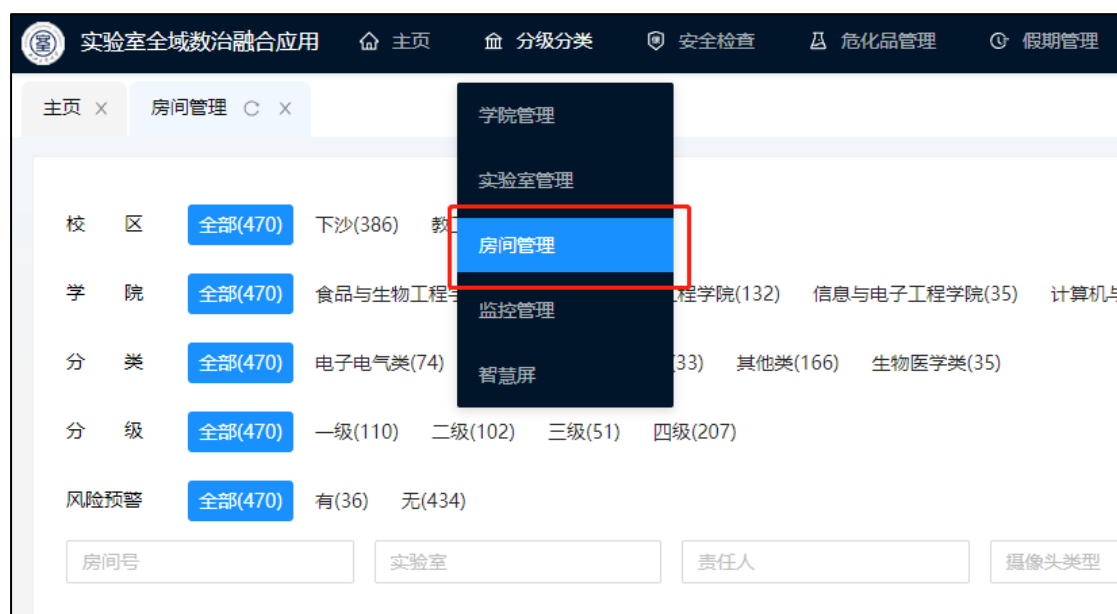 实验室全域数治融合应用 主页 分级分类 安全检查 危化品管理 假期管理
主页 房间管理
学院管理
实验室管理
房间管理
监控管理
智慧屏
校 区 全部(470) 下沙(386)
学 院 全部(470) 食品与生物工程 程学院(132) 信息与电子工程学院(35) 计算机与
分 类 全部(470) 电子电气类(74) (33) 其他类(166) 生物医学类(35)
分 级 全部(470) 一级(110) 二级(102) 三级(51) 四级(207)
风险预警 全部(470) 有(36) 无(434)
房间号 实验室 责任人 摄像头类型